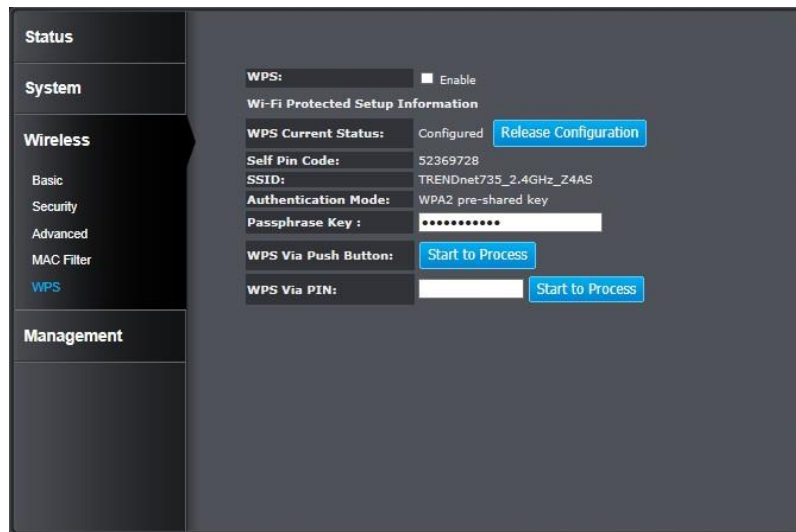 Status
System
Wireless
Basic
Security
Advanced
MAC Filter
WPS
Management
WPS: Enable
Wi-Fi Protected Setup Information
WPS Current Status: Configured Release Configuration
Self Pin Code: 52369728
SSID: TRENDnet735_2.4GHz_Z4AS
Authentication Mode: WPA2 pre-shared key
Passphrase Key : •••••••••••
WPS Via Push Button: Start to Process
WPS Via PIN: Start to Process